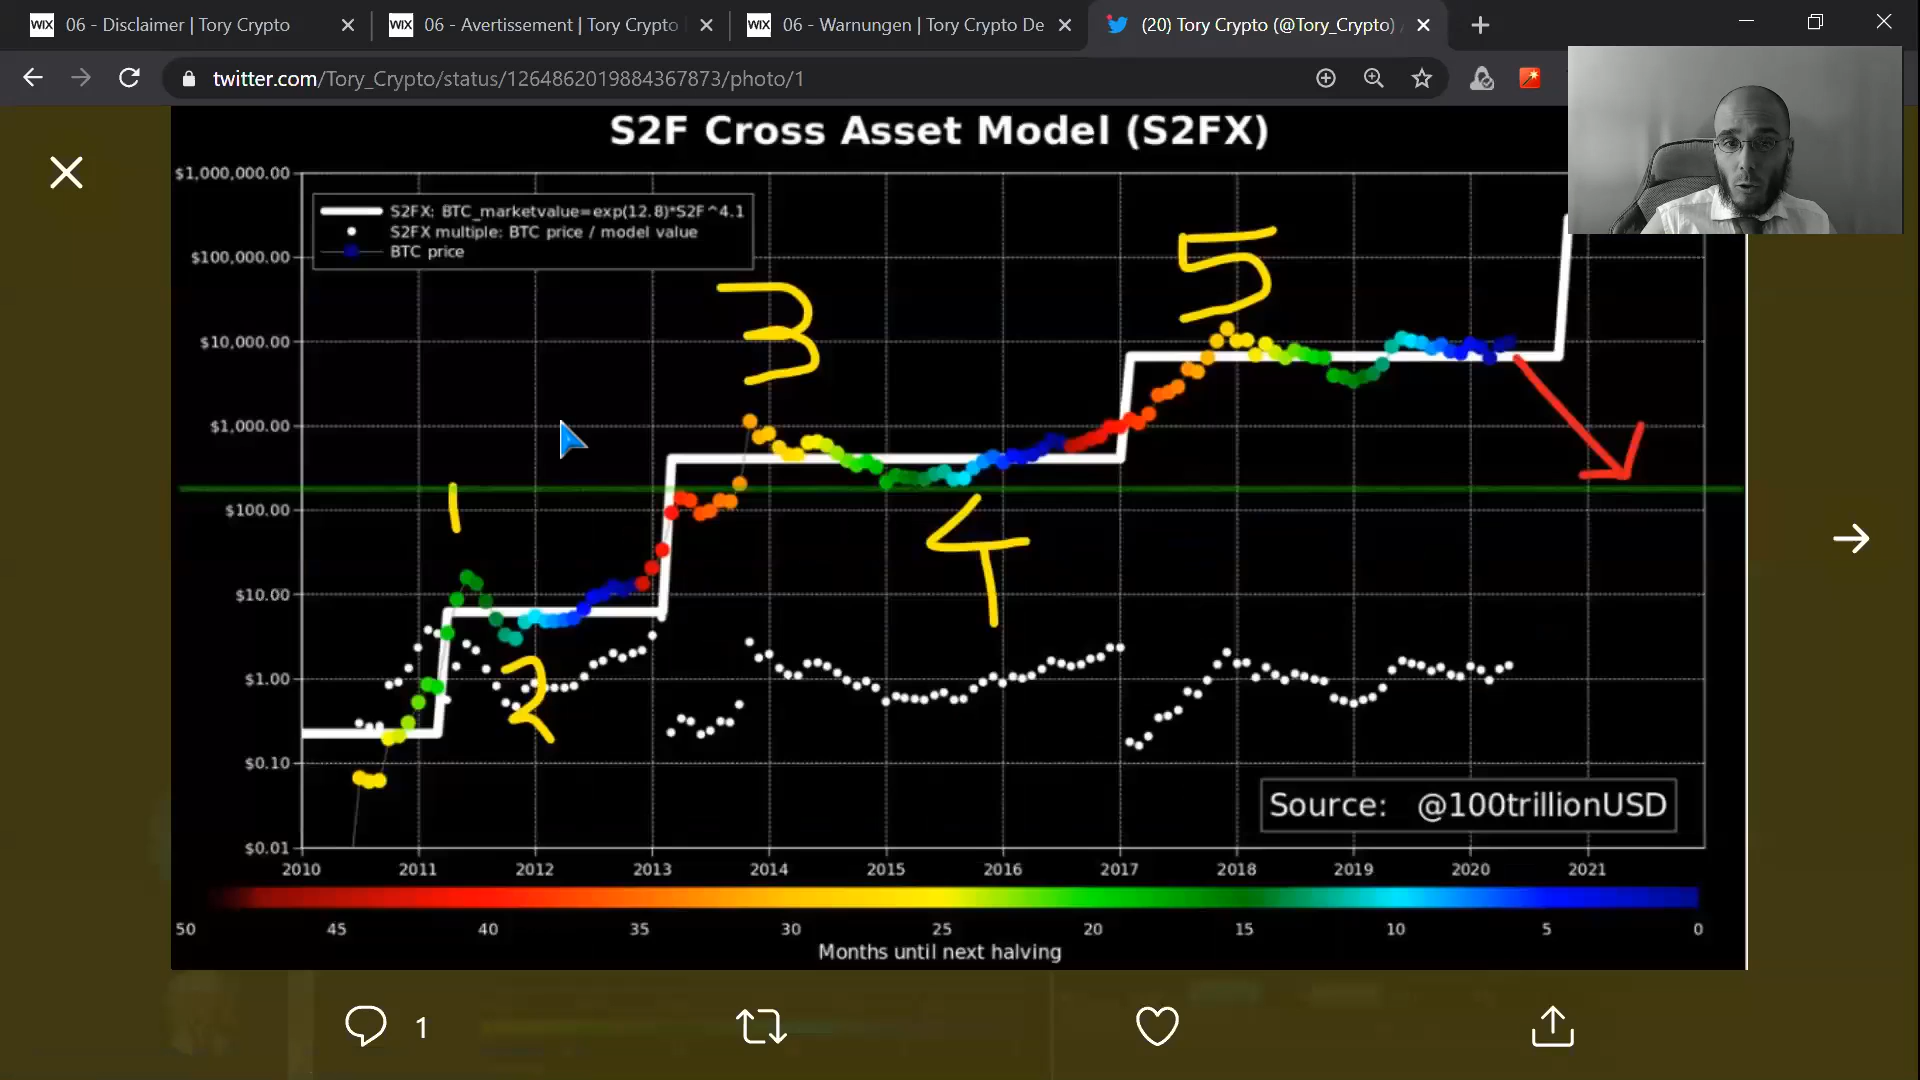 WIX 06 - Disclaimer | Tory Crypto
WIX 06 - Avertissement | Tory Crypto
WIX 06 - Warnungen | Tory Crypto De
(20) Tory Crypto (@Tory_Crypto) /
twitter.com/Tory_Crypto/status/1264862019884367873/photo/1
S2F Cross Asset Model (S2FX)
$1,000,000.00
$100,000.00
$10,000.00
$1,000.00
$100.00
$10.00
$1.00
$0.10
$0.01
S2FX: BTC_marketvalue=exp(12.8)*S2F^4.1
S2FX multiple: BTC price / model value
BTC price
1
2
3
4
5
Source: @100trillionUSD
2010 2011 2012 2013 2014 2015 2016 2017 2018 2019 2020 2021
50 45 40 35 30 25 20 15 10 5 0
Months until next halving
1